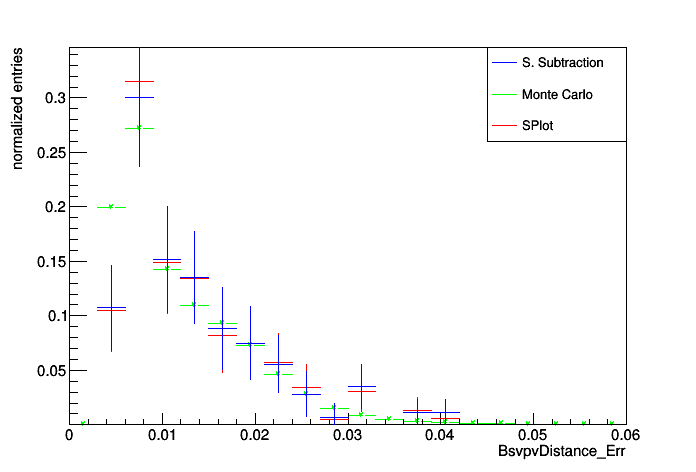 normalized entries
0.3
0.25
0.2
0.15
0.1
0.05
0
0.01
0.02
0.03
0.04
0.05
0.06
BsvpvDistance_Err
S. Subtraction
Monte Carlo
SPlot